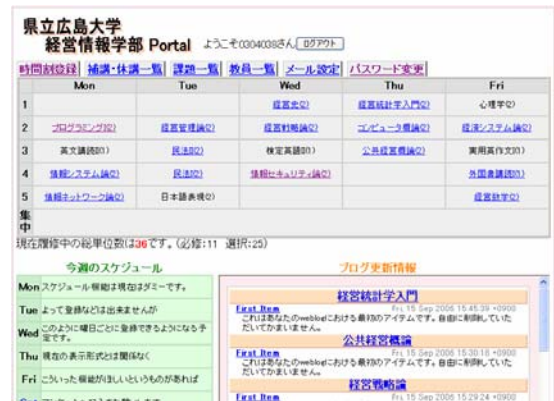 県立広島大学
経営情報学部 Portal ようこそ0304038さん ログアウト
時間割登録 補講・休講一覧 課題一覧 教員一覧 メール設定 パスワード変更
Mon Tue Wed Thu Fri
1 経営史(2) 経営統計学入門(2) 心理学(2)
2 プログラミングI(2) 経営管理論(2) 経営戦略論(2) コンピュータ概論(2) 経済システム論(2)
3 英文講読III(1) 民法I(2) 検定英語II(1) 公共経営概論(2) 実用英作文II(1)
4 情報システム論(2) 民法I(2) 情報セキュリティ論(2) 外国書講読I(1)
5 情報ネットワーク論(2) 日本語表現(2) 経営数学(2)
集中
現在履修中の総単位数は36です。(必修:11 選択:25)
今週のスケジュール
Mon スケジュール機能は現在はダミーです。
Tue よって登録などは出来ませんが
Wed このように曜日ごとに登録できるようになる予定です。
Thu 現在の表示形式とは関係なく
Fri こういった機能がほしいというものがあれば
ブログ更新情報
経営統計学入門
First Item Fri, 15 Sep 2006 15:45:39 +0900
これはあなたのweblogにおける最初のアイテムです。自由に削除していた
だいてかまいません。
公共経営概論
First Item Fri, 15 Sep 2006 15:30:18 +0900
これはあなたのweblogにおける最初のアイテムです。自由に削除していた
だいてかまいません。
経営戦略論
First Item Fri, 15 Sep 2006 15:29:24 +0900